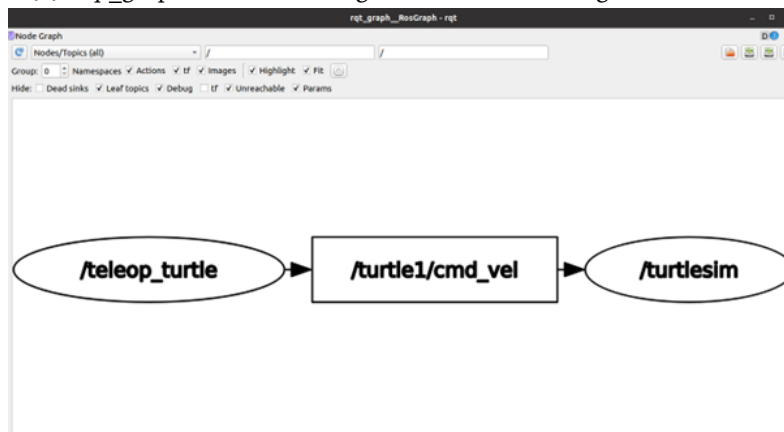 rqt_graph__RosGraph - rqt
Node Graph
D
Nodes/Topics (all) / /
Group: 0 Namespaces Actions tf Images Highlight Fit
Hide: Dead sinks Leaf topics Debug tf Unreachable Params
/teleop_turtle /turtle1/cmd_vel /turtlesim